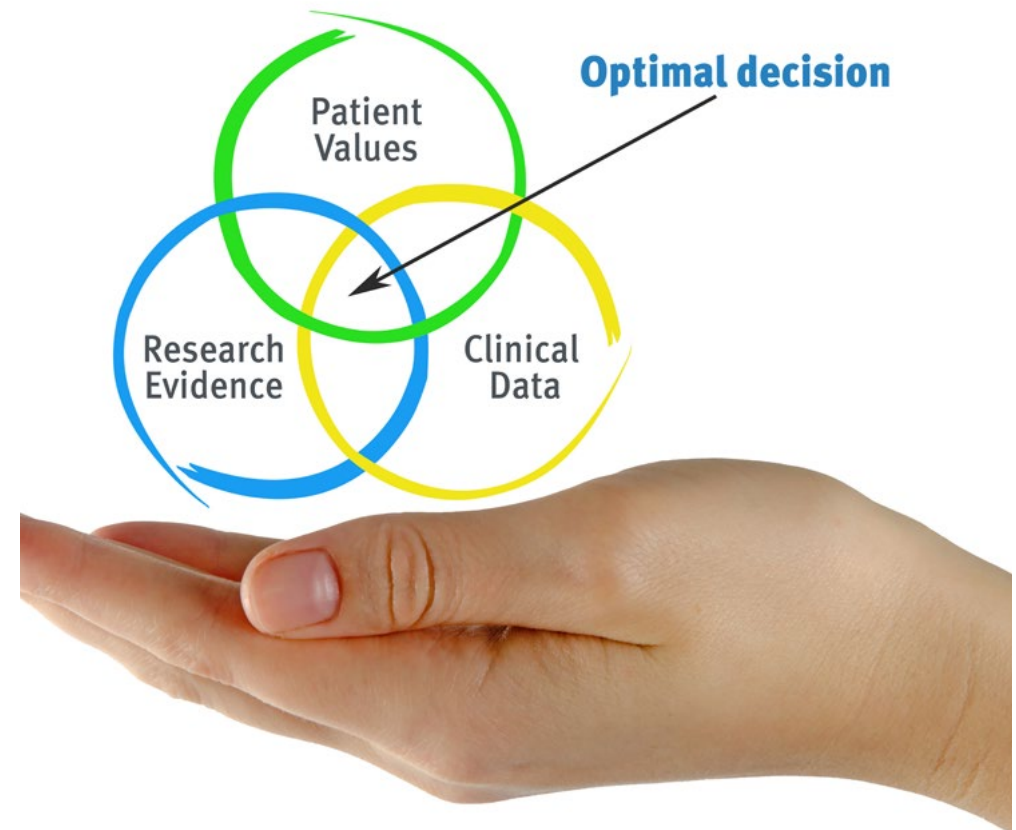 Optimal decision
Patient
Values
Research
Evidence
Clinical
Data